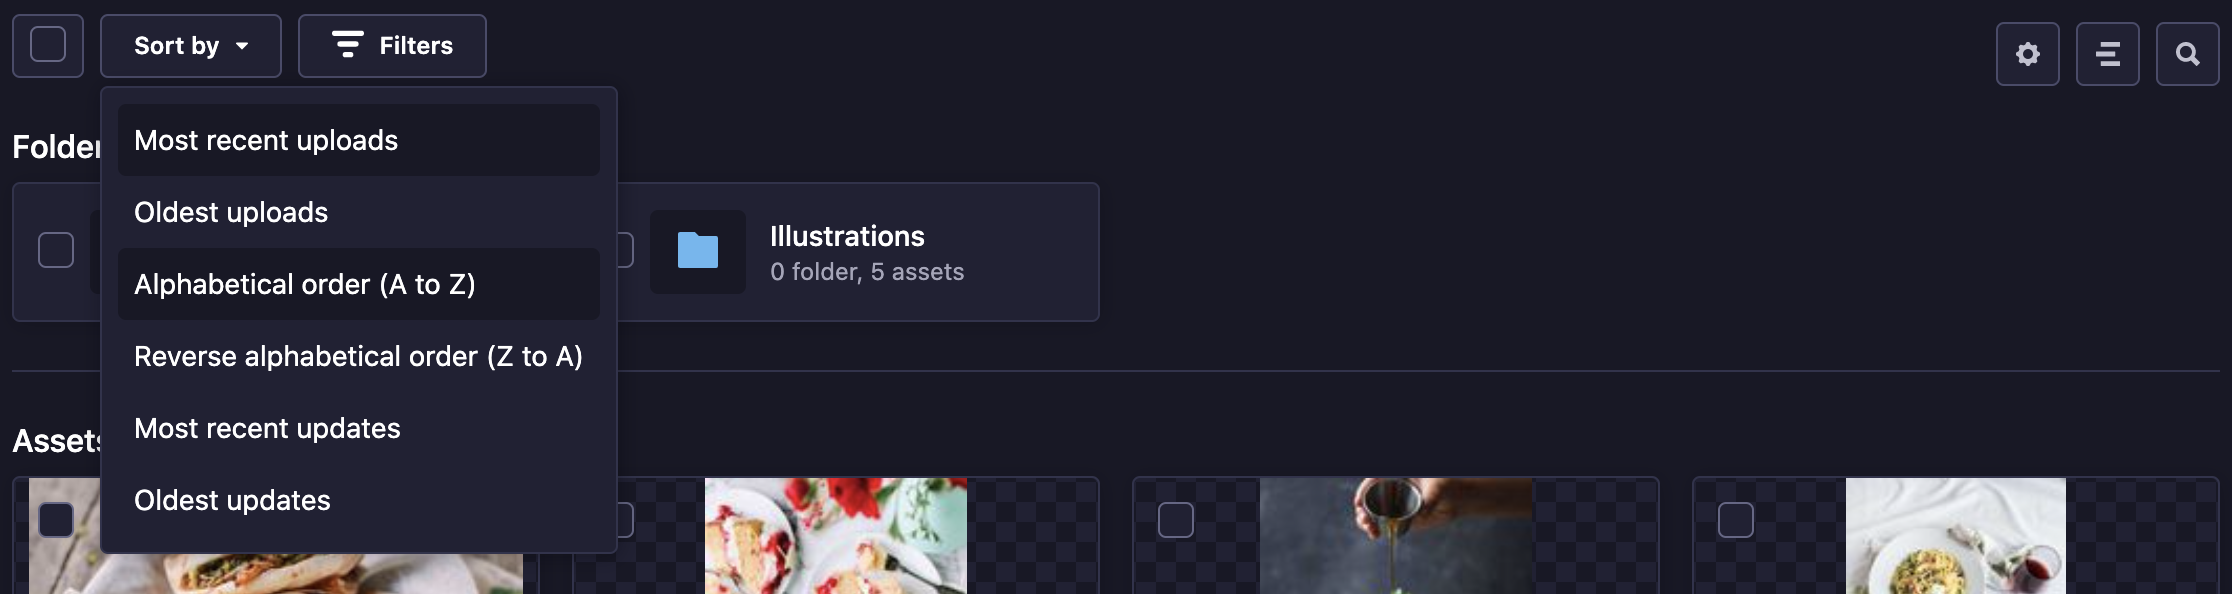 Sort by
Filters
Most recent uploads
Oldest uploads
Alphabetical order (A to Z)
Reverse alphabetical order (Z to A)
Most recent updates
Oldest updates
Folder
Illustrations
0 folder, 5 assets
Assets